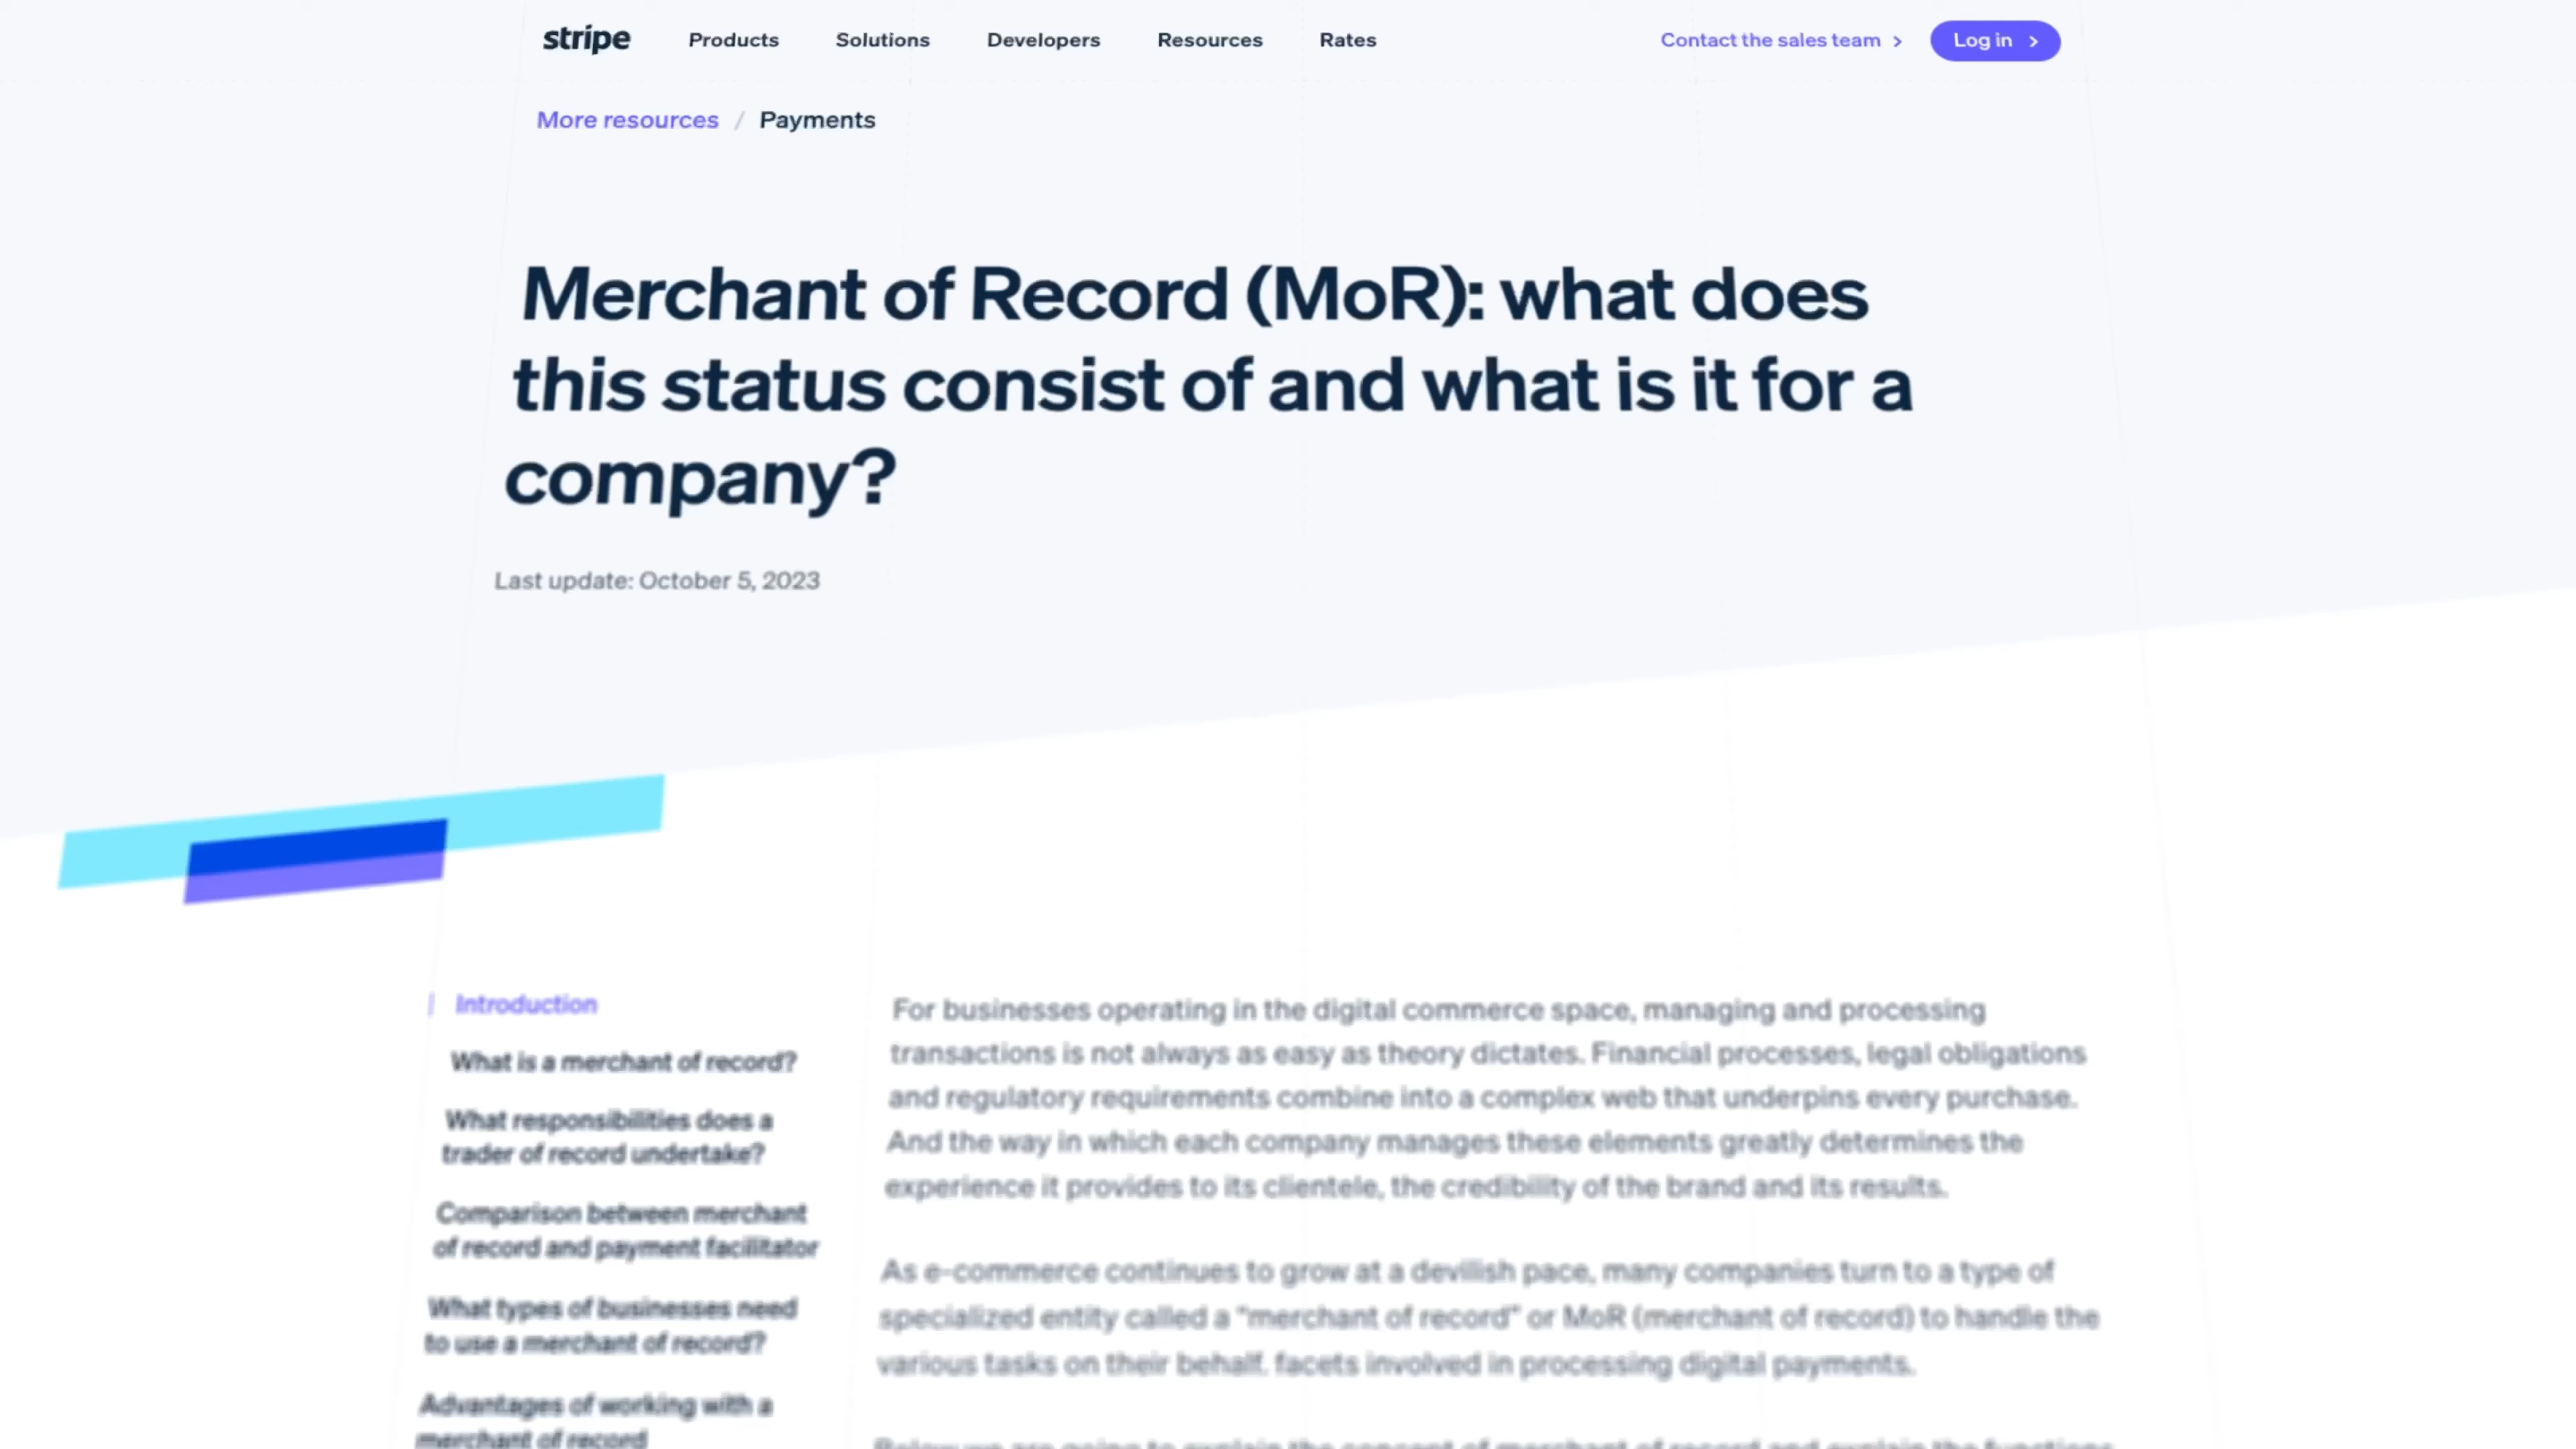 stripe
Products
Solutions
Developers
Resources
Rates
Contact the sales team
Log in
More resources / Payments
Merchant of Record (MoR): what does
this status consist of and what is it for a
company?
Last update: October 5, 2023
Introduction
What is a merchant of record?
What responsibilities does a
trader of record undertake?
Comparison between merchant
of record and payment facilitator
What types of businesses need
to use a merchant of record?
Advantages of working with a
merchant of record
For businesses operating in the digital commerce space, managing and processing
transactions is not always as easy as theory dictates. Financial processes, legal obligations
and regulatory requirements combine into a complex web that underpins every purchase.
And the way in which each company manages these elements greatly determines the
experience it provides to its clientele, the credibility of the brand and its results.
As e-commerce continues to grow at a devilish pace, many companies turn to a type of
specialized entity called a "merchant of record" or MoR (merchant of record) to handle the
various tasks on their behalf. facets involved in processing digital payments.